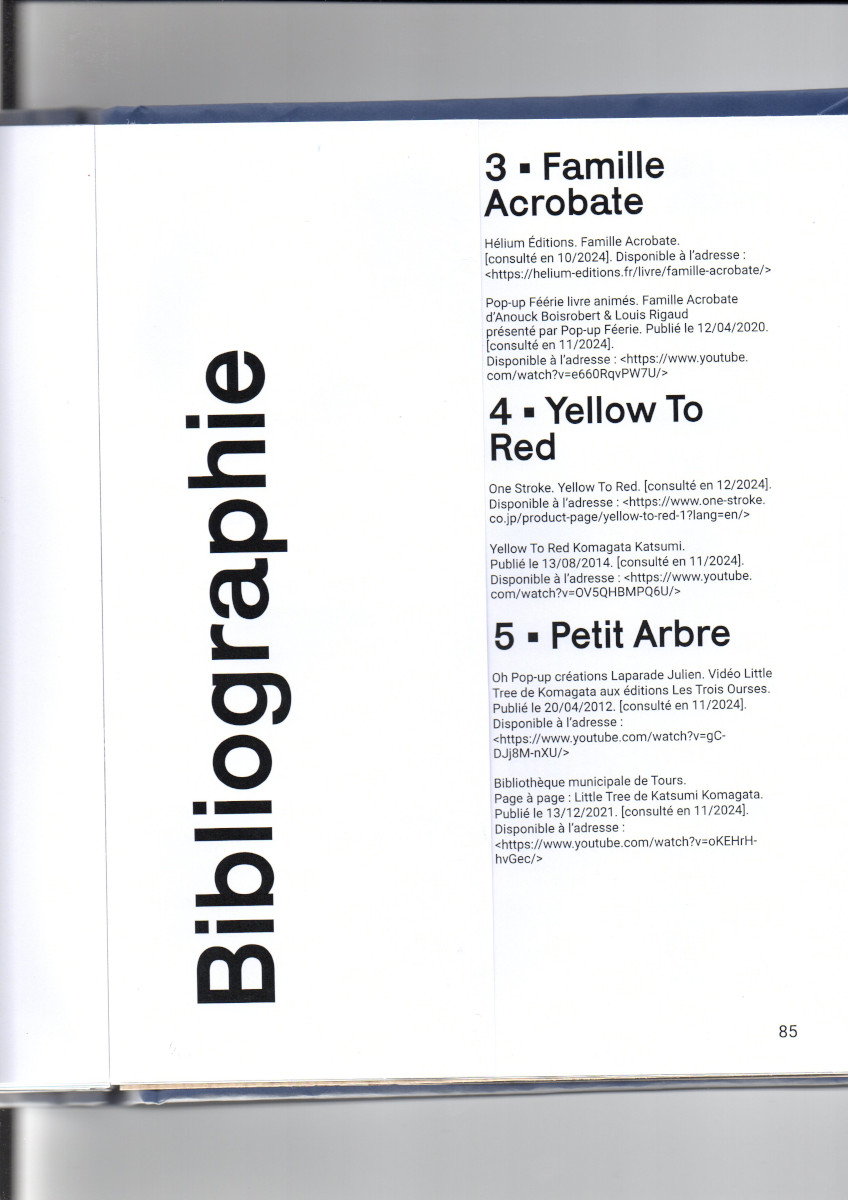 Bibliographie
3 ▪ Famille
Acrobate
Hélium Éditions. Famille Acrobate.
[consulté en 10/2024]. Disponible à l'adresse :
<https://helium-editions.fr/livre/famille-acrobate/>
Pop-up Féérie livre animés. Famille Acrobate
d'Anouck Boisrobert & Louis Rigaud
présenté par Pop-up Féerie. Publié le 12/04/2020.
[consulté en 11/2024].
Disponible à l'adresse : <https://www.youtube.
com/watch?v=e660RqvPW7U/>
4 ▪ Yellow To
Red
One Stroke. Yellow To Red. [consulté en 12/2024].
Disponible à l'adresse : <https://www.one-stroke.
co.jp/product-page/yellow-to-red-1?lang=en/>
Yellow To Red Komagata Katsumi.
Publié le 13/08/2014. [consulté en 11/2024].
Disponible à l'adresse : <https://www.youtube.
com/watch?v=OV5QHBMPQ6U/>
5 ▪ Petit Arbre
Oh Pop-up créations Laparade Julien. Vidéo Little
Tree de Komagata aux éditions Les Trois Ourses.
Publié le 20/04/2012. [consulté en 11/2024].
Disponible à l'adresse :
<https://www.youtube.com/watch?v=gC-
DJj8M-nXU/>
Bibliothèque municipale de Tours.
Page à page : Little Tree de Katsumi Komagata.
Publié le 13/12/2021. [consulté en 11/2024].
Disponible à l'adresse :
<https://www.youtube.com/watch?v=oKEHrH-
hvGec/>
85